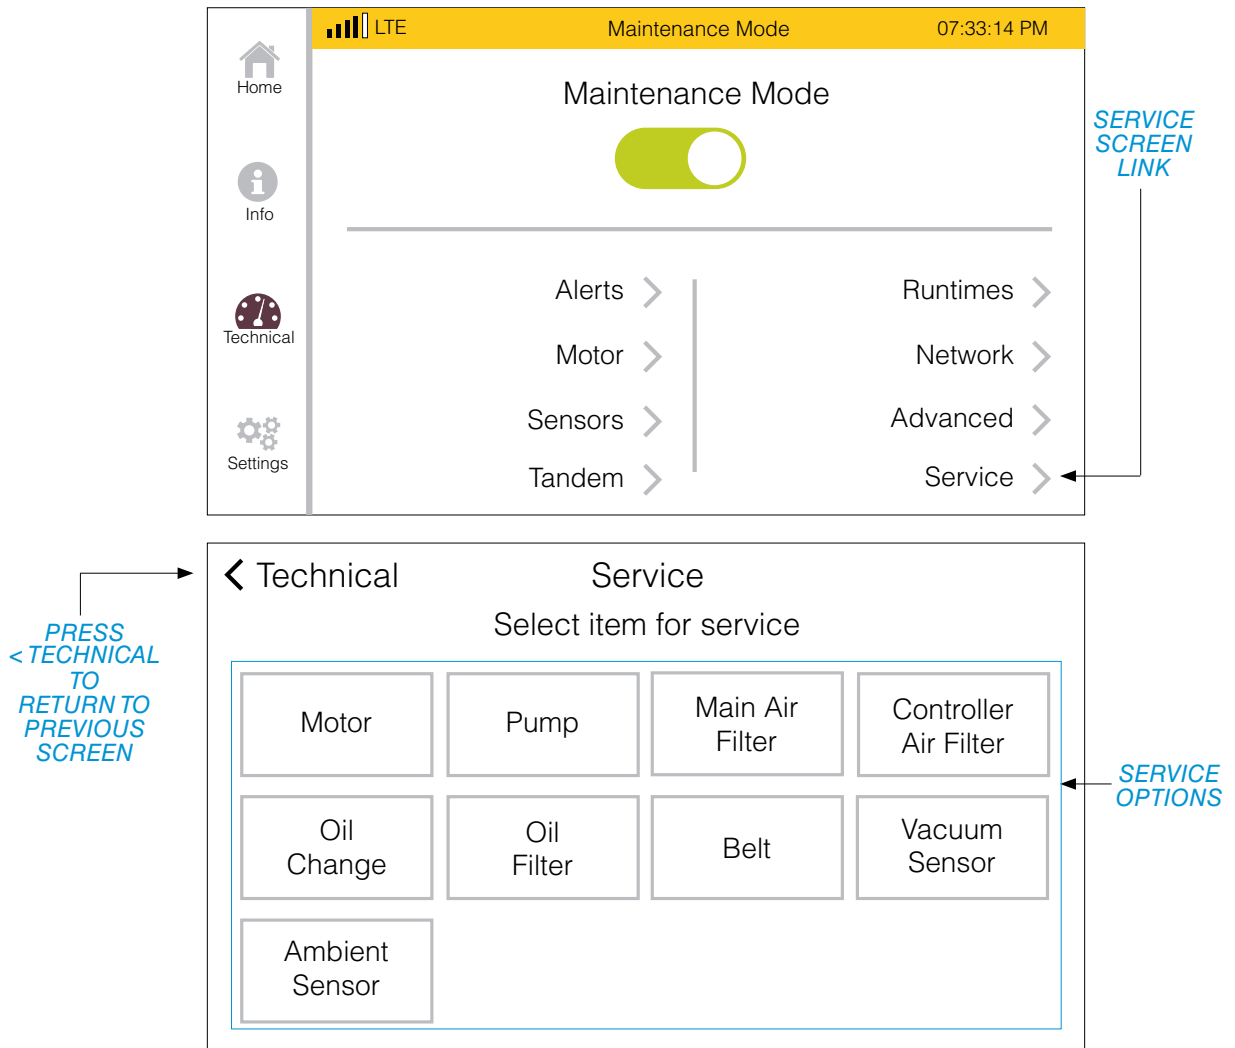 LTE
Maintenance Mode
07:33:14 PM
Home
Info
Technical
Settings
Maintenance Mode
Alerts
Motor
Sensors
Tandem
Runtimes
Network
Advanced
Service
SERVICE
SCREEN
LINK
< Technical
Service
Select item for service
PRESS
< TECHNICAL
TO
RETURN TO
PREVIOUS
SCREEN
Motor
Pump
Main Air
Filter
Controller
Air Filter
Oil
Change
Oil
Filter
Belt
Vacuum
Sensor
Ambient
Sensor
SERVICE
OPTIONS